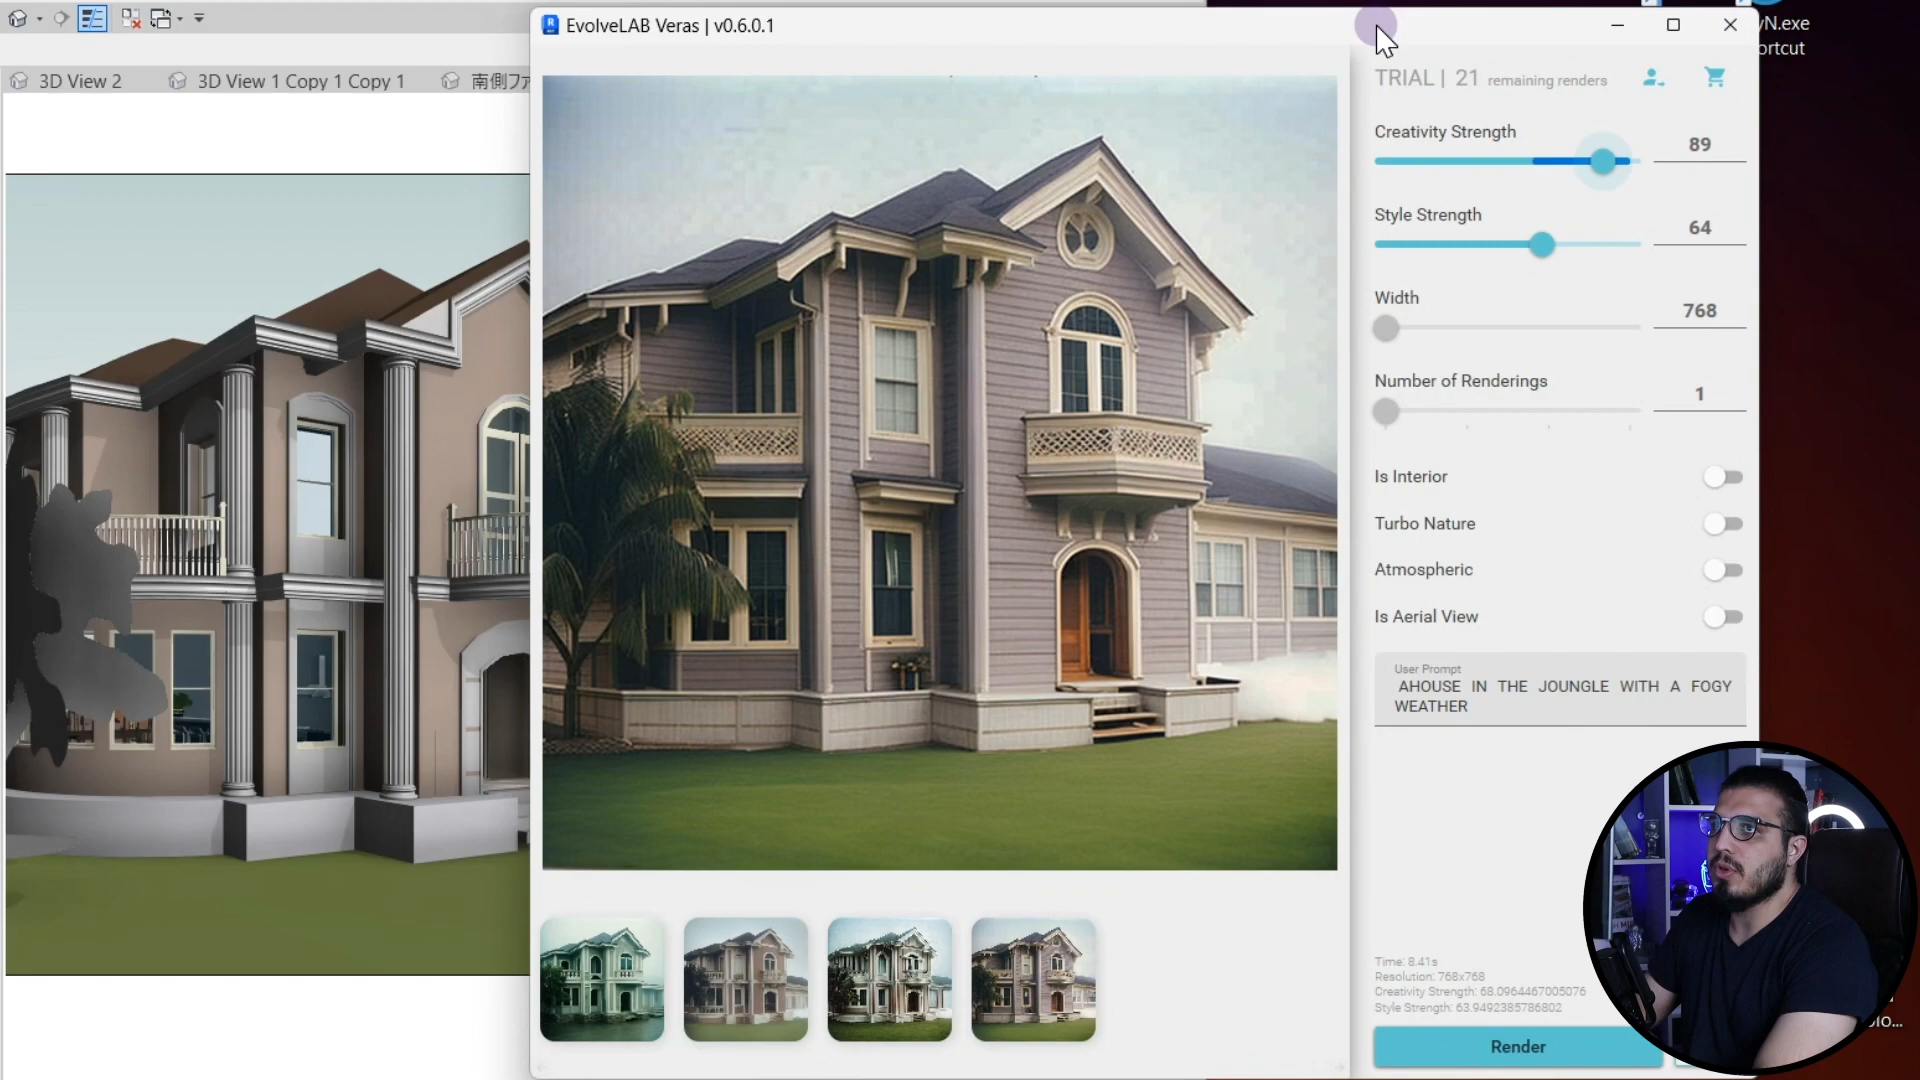 EvolveLAB Veras | v0.6.0.1
yN.exe
ortcut
3D View 2
3D View 1 Copy 1 Copy 1
南側ファ
TRIAL | 21 remaining renders
Creativity Strength
89
Style Strength
64
Width
768
Number of Renderings
1
Is Interior
Turbo Nature
Atmospheric
Is Aerial View
User Prompt
AHOUSE IN THE JOUNGLE WITH A FOGY
WEATHER
Time: 8.41s
Resolution: 768x768
Creativity Strength: 68.0964467005076
Style Strength: 63.9492385786802
Render